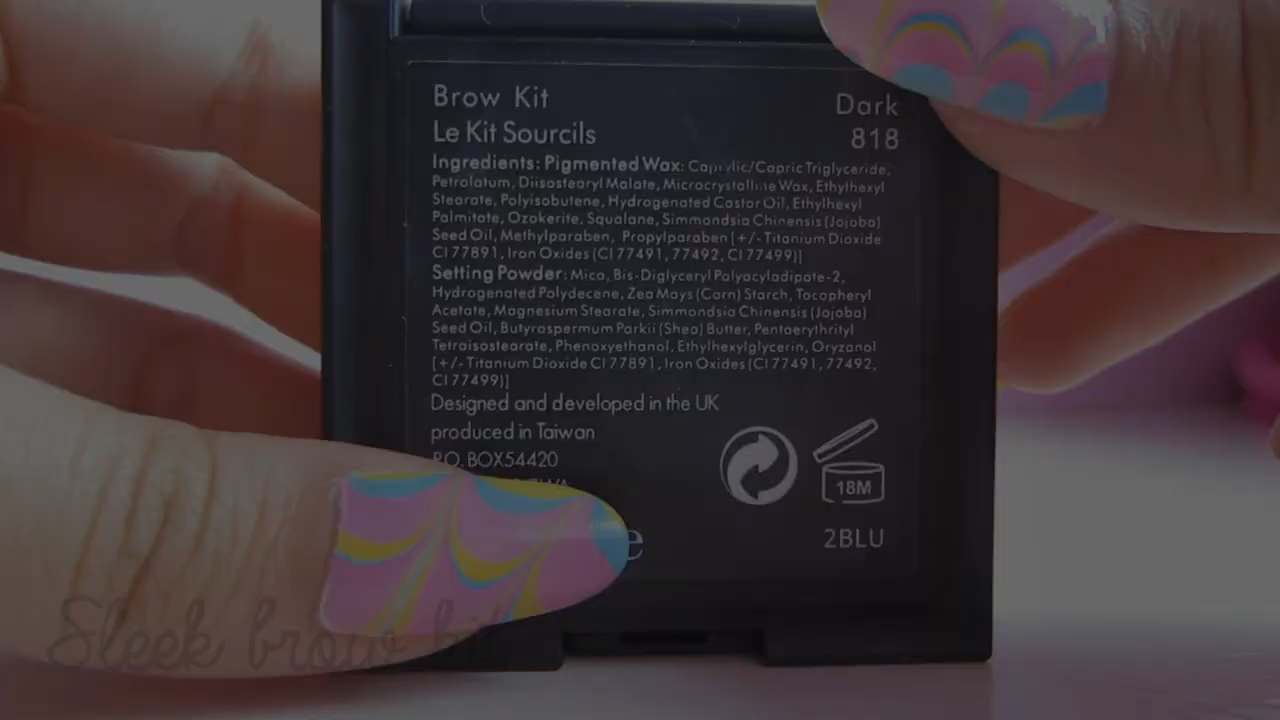 Brow Kit
Dark
Le Kit Sourcils
818
Ingredients: Pigmented Wax: Caprylic/Capric Triglyceride,
Petrolatum, Diisostearyl Malate, Microcrystalline Wax, Ethylhexyl
Stearate, Polyisobutene, Hydrogenated Castor Oil, Ethylhexyl
Palmitate, Ozokerite, Squalane, Simmondsia Chinensis (Jojoba)
Seed Oil, Methylparaben, Propylparaben [+/- Titanium Dioxide
CI 77891, Iron Oxides (CI 77491, 77492, CI 77499)]
Setting Powder: Mica, Bis-Diglyceryl Polyacyladipate-2,
Hydrogenated Polydecene, Zea Mays (Corn) Starch, Tocopheryl
Acetate, Magnesium Stearate, Simmondsia Chinensis (Jojoba)
Seed Oil, Butyrospermum Parkii (Shea) Butter, Pentaerythrityl
Tetraisostearate, Phenoxyethanol, Ethylhexylglycerin, Oryzanol
[+/- Titanium Dioxide CI 77891, Iron Oxides (CI 77491, 77492,
CI 77499)]
Designed and developed in the UK
produced in Taiwan
P.O. BOX54420
18M
2BLU
Sleek brow kit